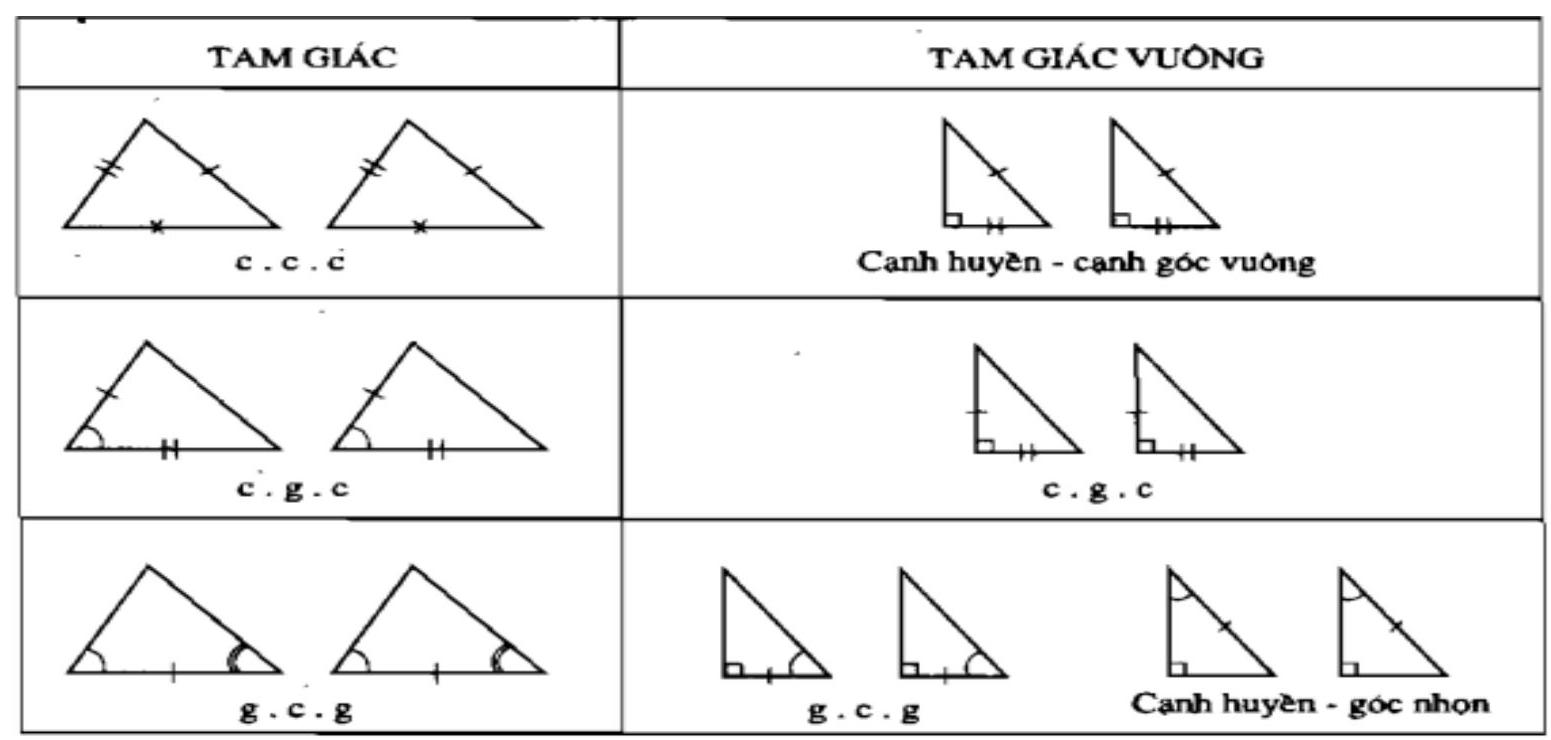 TAM GIÁC
TAM GIÁC VUÔNG
c . c . c
Cạnh huyền - cạnh góc vuông
c . g . c
c . g . c
g . c . g
g . c . g
Cạnh huyền - góc nhọn